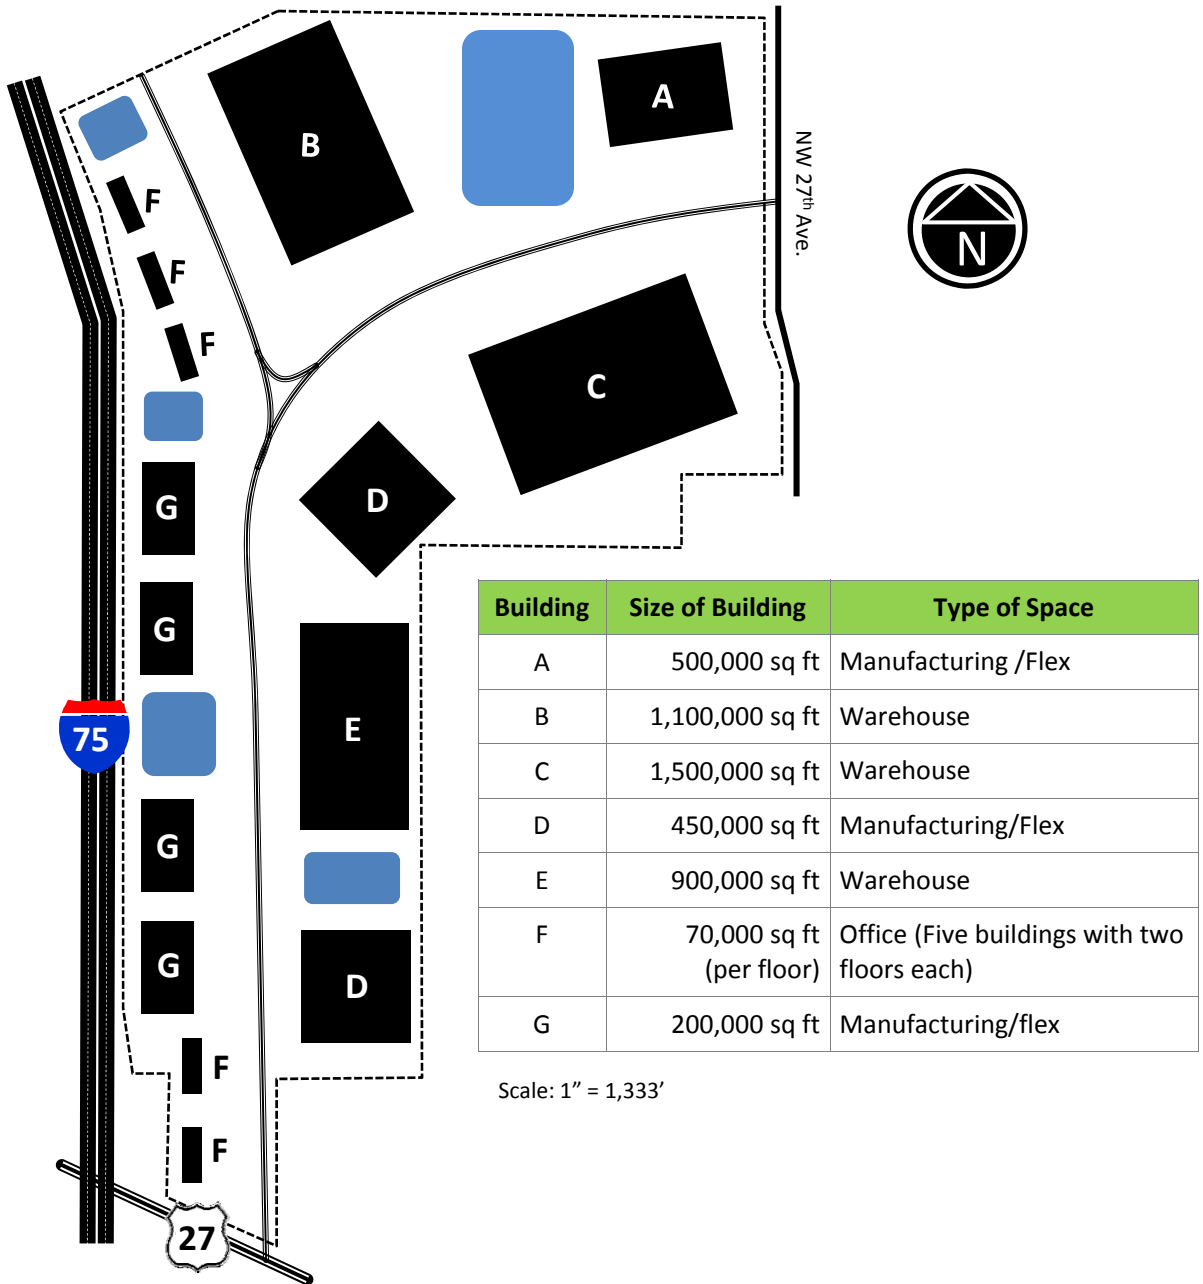 A
B
NW 27th Ave.
F
N
F
F
C
D
G
G
75
E
G
G
D
F
F
27
Building Size of Building Type of Space
A 500,000 sq ft Manufacturing /Flex
B 1,100,000 sq ft Warehouse
C 1,500,000 sq ft Warehouse
D 450,000 sq ft Manufacturing/Flex
E 900,000 sq ft Warehouse
F 70,000 sq ft Office (Five buildings with two
(per floor) floors each)
G 200,000 sq ft Manufacturing/flex
Scale: 1” = 1,333’